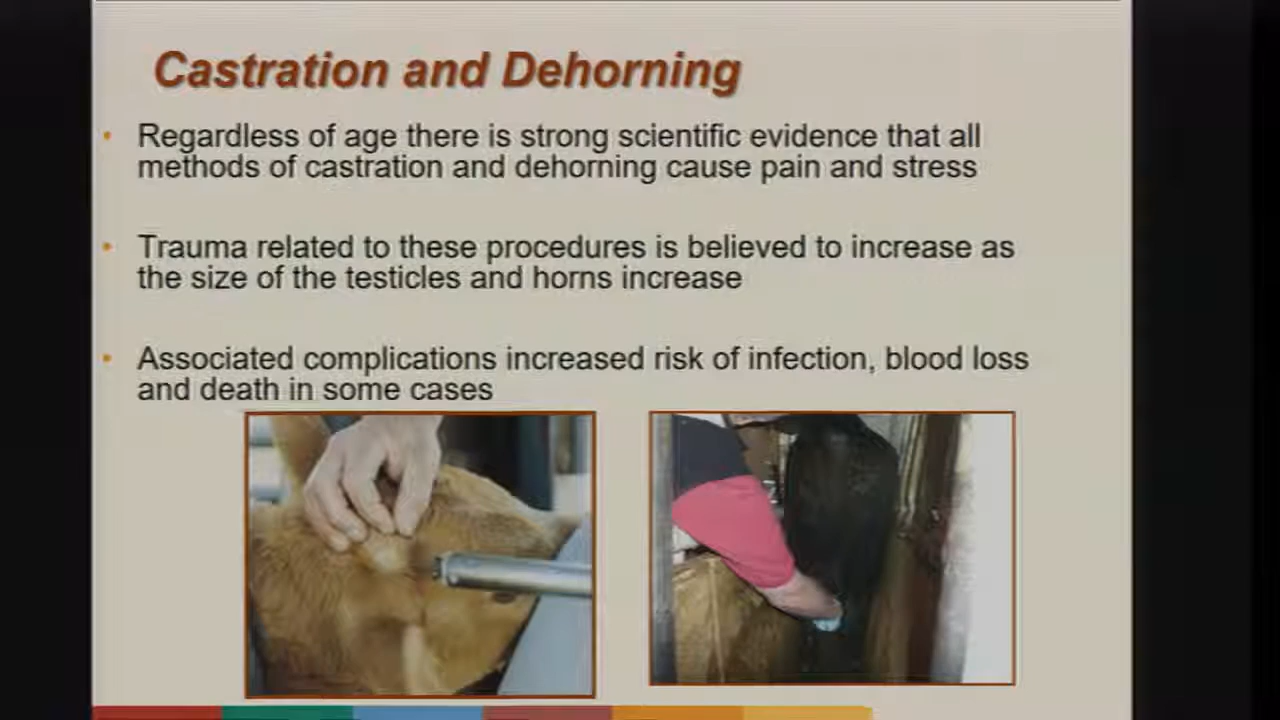 Castration and Dehorning
• Regardless of age there is strong scientific evidence that all
methods of castration and dehorning cause pain and stress
• Trauma related to these procedures is believed to increase as
the size of the testicles and horns increase
• Associated complications increased risk of infection, blood loss
and death in some cases